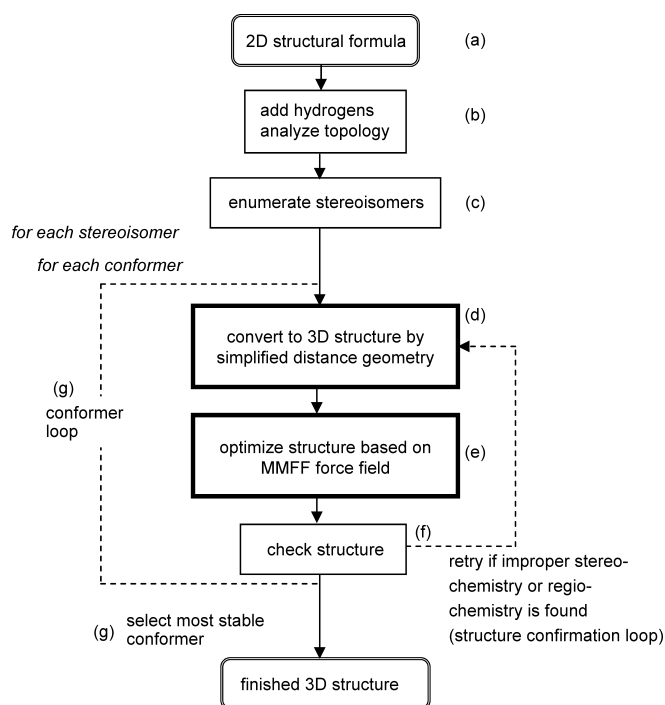 2D structural formula
(a)
add hydrogens
analyze topology
(b)
enumerate stereoisomers
(c)
for each stereoisomer
for each conformer
(d)
convert to 3D structure by
simplified distance geometry
(g)
conformer
loop
optimize structure based on
MMFF force field
(e)
(f)
check structure
retry if improper stereo-
chemistry or regio-
chemistry is found
(structure confirmation loop)
(g)
select most stable
conformer
finished 3D structure